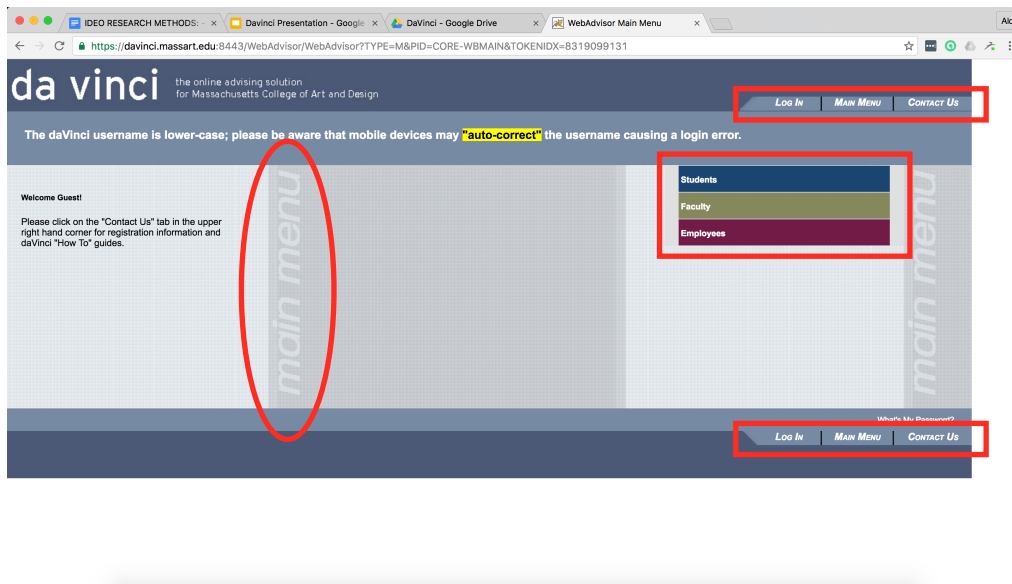 IDEO RESEARCH METHODS: -
Davinci Presentation - Google
DaVinci - Google Drive
WebAdvisor Main Menu
https://davinci.massart.edu:8443/WebAdvisor/WebAdvisor?TYPE=M&PID=CORE-WBMAIN&TOKENIDX=8319099131
da vinci
the online advising solution
for Massachusetts College of Art and Design
LOG IN MAIN MENU CONTACT US
The daVinci username is lower-case; please be aware that mobile devices may "auto-correct" the username causing a login error.
Welcome Guest!
Please click on the "Contact Us" tab in the upper
right hand corner for registration information and
daVinci "How To" guides.
main menu
Students
Faculty
Employees
main menu
What's My Password?
LOG IN MAIN MENU CONTACT US